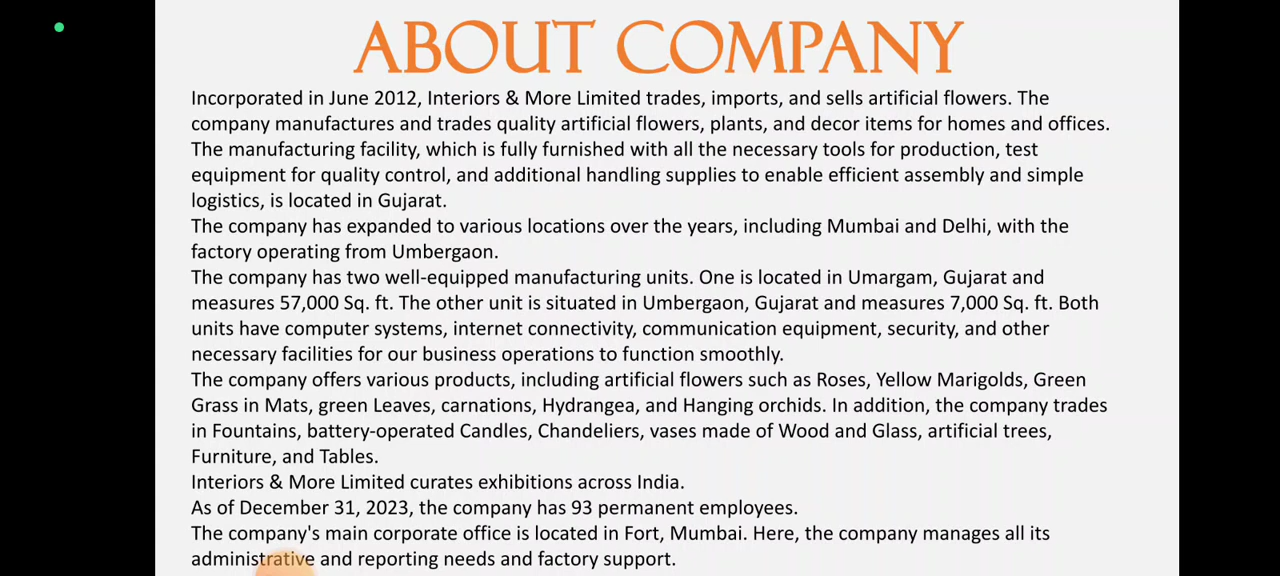 ABOUT COMPANY
Incorporated in June 2012, Interiors & More Limited trades, imports, and sells artificial flowers. The
company manufactures and trades quality artificial flowers, plants, and decor items for homes and offices.
The manufacturing facility, which is fully furnished with all the necessary tools for production, test
equipment for quality control, and additional handling supplies to enable efficient assembly and simple
logistics, is located in Gujarat.
The company has expanded to various locations over the years, including Mumbai and Delhi, with the
factory operating from Umbergaon.
The company has two well-equipped manufacturing units. One is located in Umargam, Gujarat and
measures 57,000 Sq. ft. The other unit is situated in Umbergaon, Gujarat and measures 7,000 Sq. ft. Both
units have computer systems, internet connectivity, communication equipment, security, and other
necessary facilities for our business operations to function smoothly.
The company offers various products, including artificial flowers such as Roses, Yellow Marigolds, Green
Grass in Mats, green Leaves, carnations, Hydrangea, and Hanging orchids. In addition, the company trades
in Fountains, battery-operated Candles, Chandeliers, vases made of Wood and Glass, artificial trees,
Furniture, and Tables.
Interiors & More Limited curates exhibitions across India.
As of December 31, 2023, the company has 93 permanent employees.
The company's main corporate office is located in Fort, Mumbai. Here, the company manages all its
administrative and reporting needs and factory support.